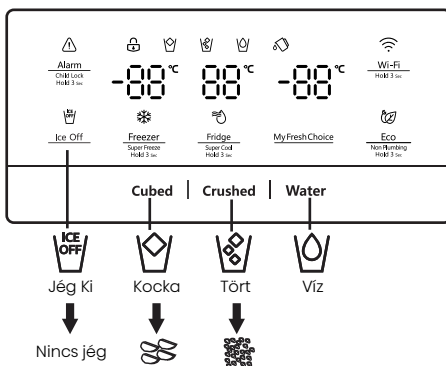 Alarm
Child Lock
Hold 3 Sec
-88 °C
88 °C
-88 °C
Wi-Fi
Hold 3 Sec
ICE OFF
Ice Off
Freezer
Super Freeze
Hold 3 Sec
Fridge
Super Cool
Hold 3 Sec
My Fresh Choice
Eco
Non Plumbing
Hold 3 Sec
Cubed | Crushed | Water
ICE
OFF
Jég Ki Kocka Tört Víz
Nincs jég